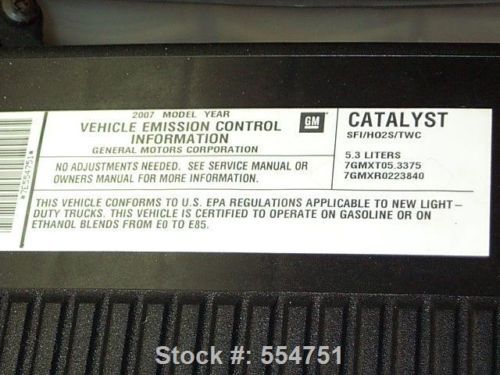 2007 MODEL YEAR
VEHICLE EMISSION CONTROL
INFORMATION
GENERAL MOTORS CORPORATION
GM
CATALYST
SFI/HO2S/TWC
NO ADJUSTMENTS NEEDED. SEE SERVICE MANUAL OR
OWNERS MANUAL FOR MORE INFORMATION
5.3 LITERS
7GMXT05.3375
7GMXR0223840
THIS VEHICLE CONFORMS TO U.S. EPA REGULATIONS APPLICABLE TO NEW LIGHT-
DUTY TRUCKS. THIS VEHICLE IS CERTIFIED TO OPERATE ON GASOLINE OR ON
ETHANOL BLENDS FROM E0 TO E85.
Stock #: 554751